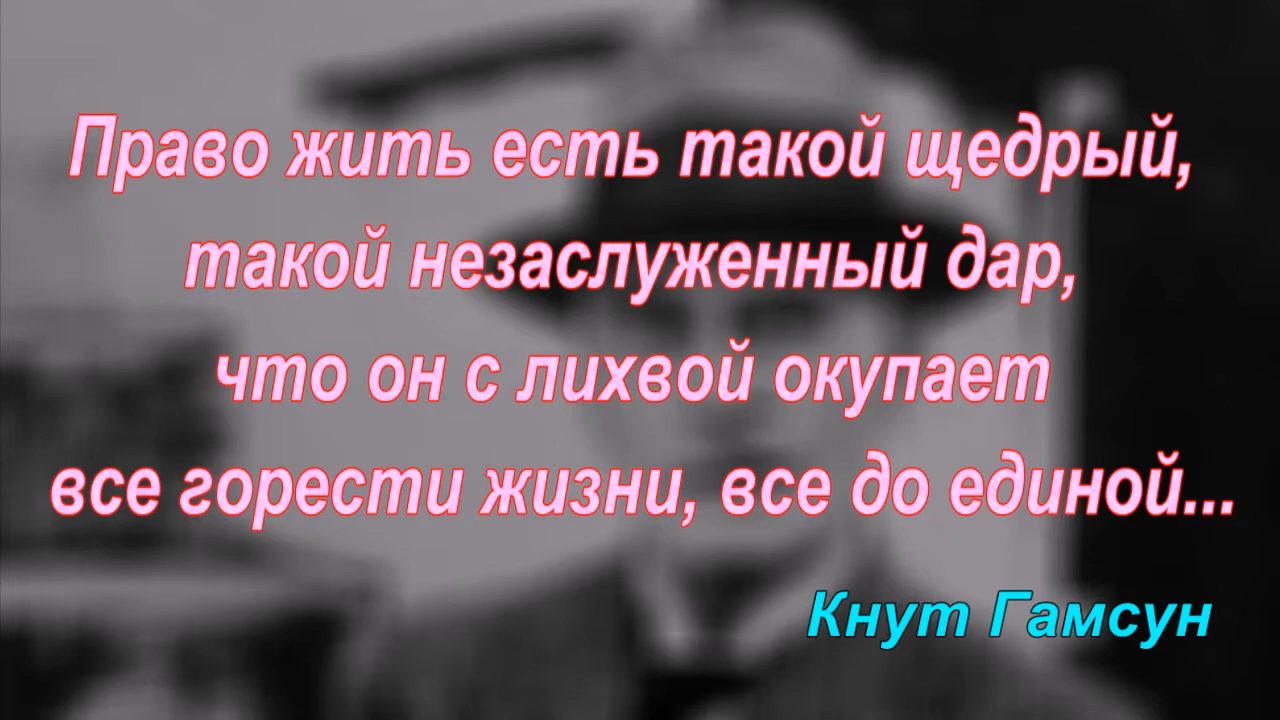 Право жить есть такой щедрый,
такой незаслуженный дар,
что он с лихвой окупает
все горести жизни, все до единой...
Кнут Гамсун